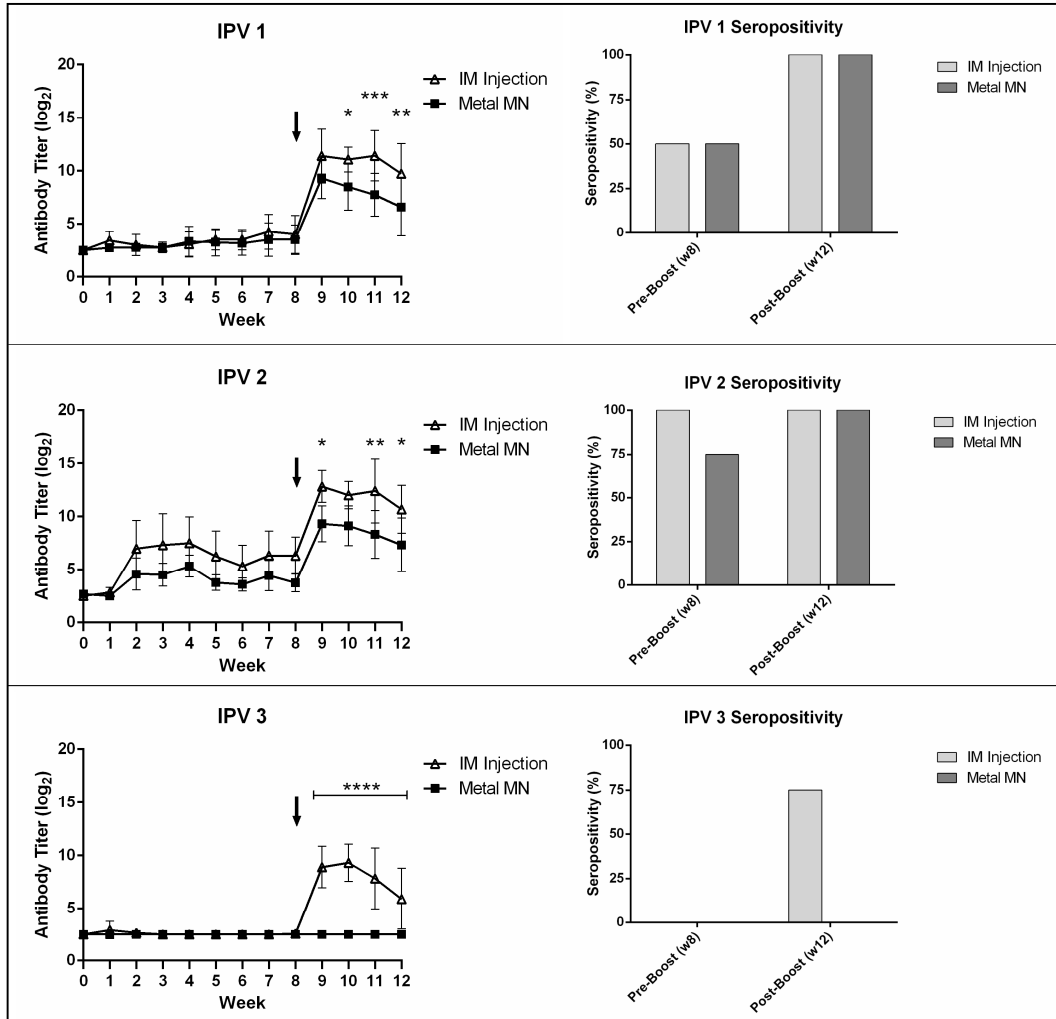 IPV 1
20
15
10
5
0
Antibody Titer (log₂)
*
***
**
IM Injection
Metal MN
0 1 2 3 4 5 6 7 8 9 10 11 12
Week
IPV 1 Seropositivity
100
75
50
25
0
Seropositivity (%)
IM Injection
Metal MN
Pre-Boost (w8)
Post-Boost (w12)
IPV 2
20
15
10
5
0
Antibody Titer (log₂)
*
**
*
IM Injection
Metal MN
0 1 2 3 4 5 6 7 8 9 10 11 12
Week
IPV 2 Seropositivity
100
75
50
25
0
Seropositivity (%)
IM Injection
Metal MN
Pre-Boost (w8)
Post-Boost (w12)
IPV 3
20
15
10
5
0
Antibody Titer (log₂)
****
IM Injection
Metal MN
0 1 2 3 4 5 6 7 8 9 10 11 12
Week
IPV 3 Seropositivity
100
75
50
25
0
Seropositivity (%)
IM Injection
Metal MN
Pre-Boost (w8)
Post-Boost (w12)